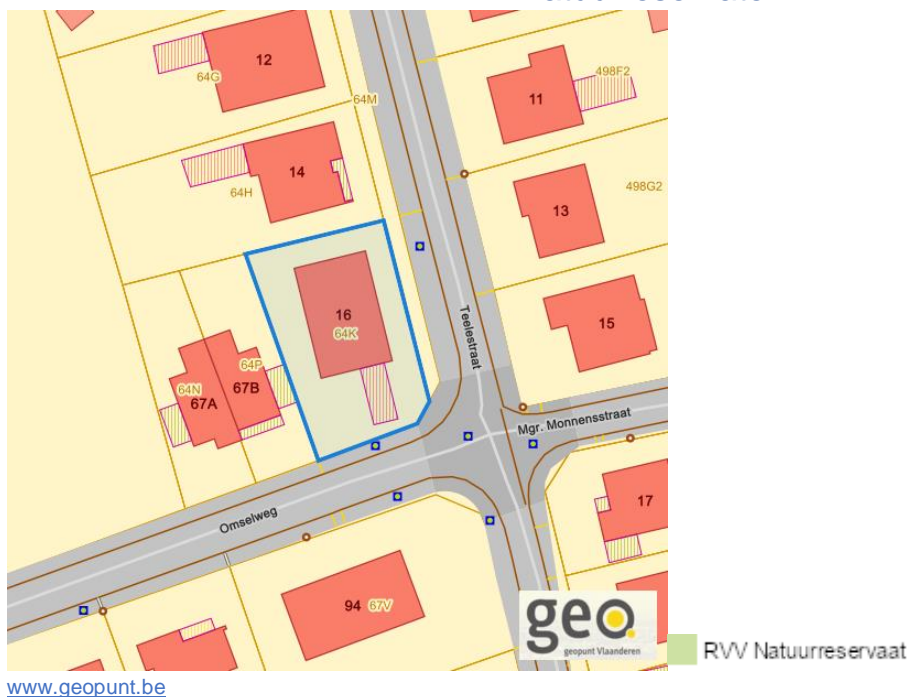 12
64G
64M
11
498F2
14
64H
13
498G2
16
64K
Teelestraat
15
64P
64N
67B
67A
Mgr. Monnensstraat
17
Omselweg
94 67V
geo.
geopunt Vlaanderen
RVV Natuurreservaat
www.geopunt.be